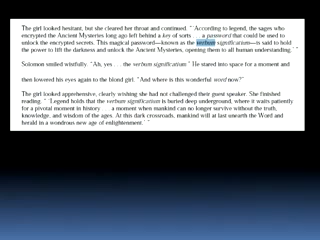 The girl looked hesitant, but she cleared her throat and continued. " 'According to legend, the sages who
encrypted the Ancient Mysteries long ago left behind a key of sorts . . . a password that could be used to
unlock the encrypted secrets. This magical password—known as the verbum significatium—is said to hold
the power to lift the darkness and unlock the Ancient Mysteries, opening them to all human understanding.' "
Solomon smiled wistfully. "Ah, yes . . . the verbum significatium." He stared into space for a moment and
then lowered his eyes again to the blond girl. "And where is this wonderful word now?"
The girl looked apprehensive, clearly wishing she had not challenged their guest speaker. She finished
reading. " 'Legend holds that the verbum significatium is buried deep underground, where it waits patiently
for a pivotal moment in history . . . a moment when mankind can no longer survive without the truth,
knowledge, and wisdom of the ages. At this dark crossroads, mankind will at last unearth the Word and
herald in a wondrous new age of enlightenment.' "